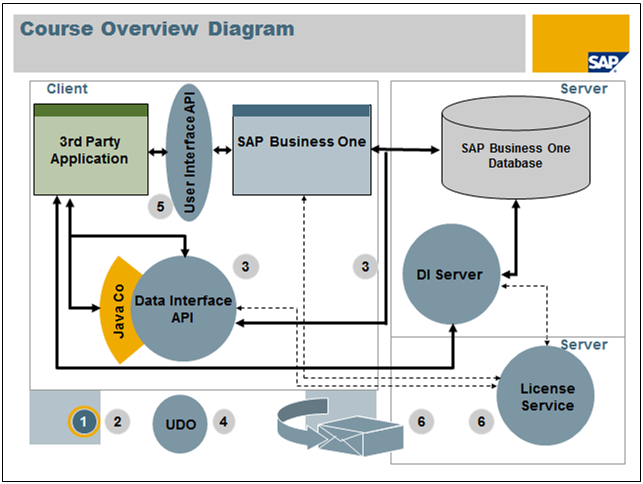 Course Overview Diagram
SAP
Client
Server
3rd Party
Application
User Interface API
SAP Business One
SAP Business One
Database
5
3
3
DI Server
Java Co
Data Interface
API
Server
License
Service
1
2
UDO
4
6
6